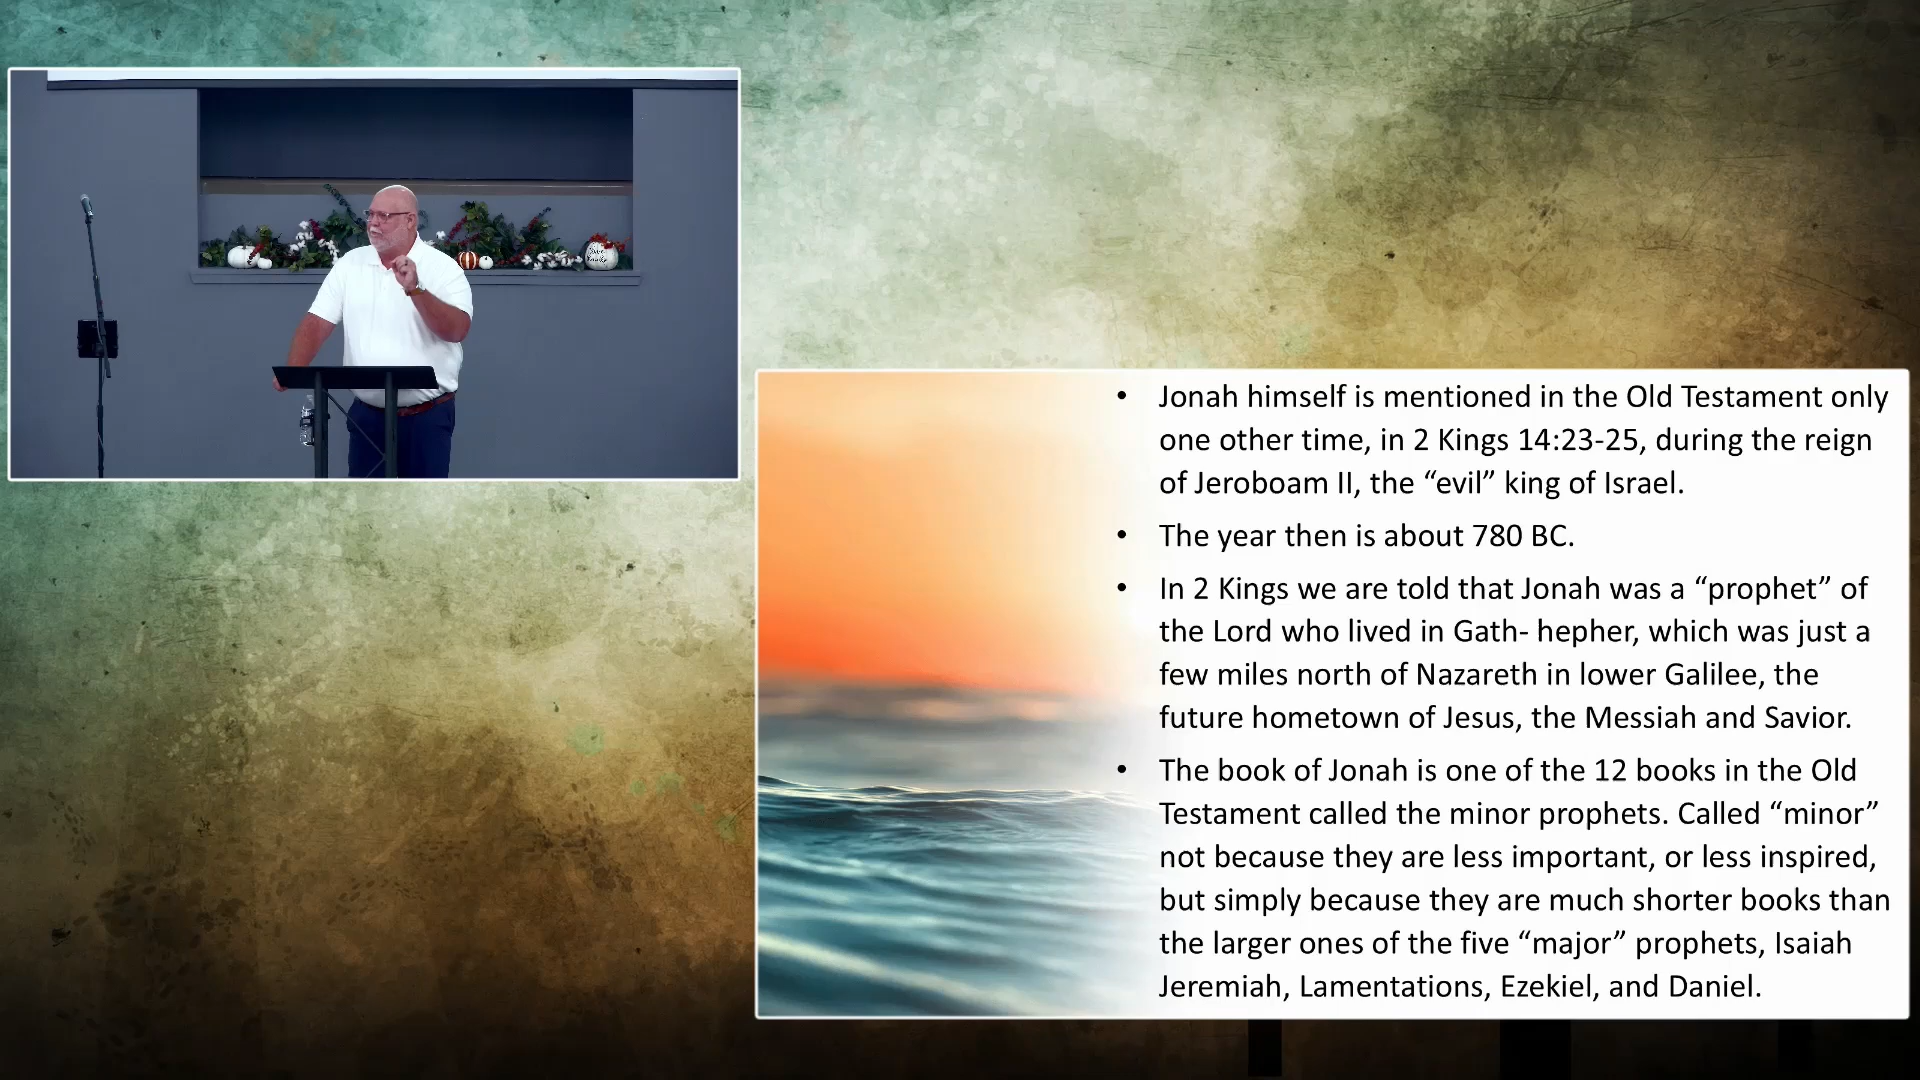 • Jonah himself is mentioned in the Old Testament only
one other time, in 2 Kings 14:23-25, during the reign
of Jeroboam II, the “evil” king of Israel.
• The year then is about 780 BC.
• In 2 Kings we are told that Jonah was a “prophet” of
the Lord who lived in Gath- hepher, which was just a
few miles north of Nazareth in lower Galilee, the
future hometown of Jesus, the Messiah and Savior.
• The book of Jonah is one of the 12 books in the Old
Testament called the minor prophets. Called “minor”
not because they are less important, or less inspired,
but simply because they are much shorter books than
the larger ones of the five “major” prophets, Isaiah
Jeremiah, Lamentations, Ezekiel, and Daniel.